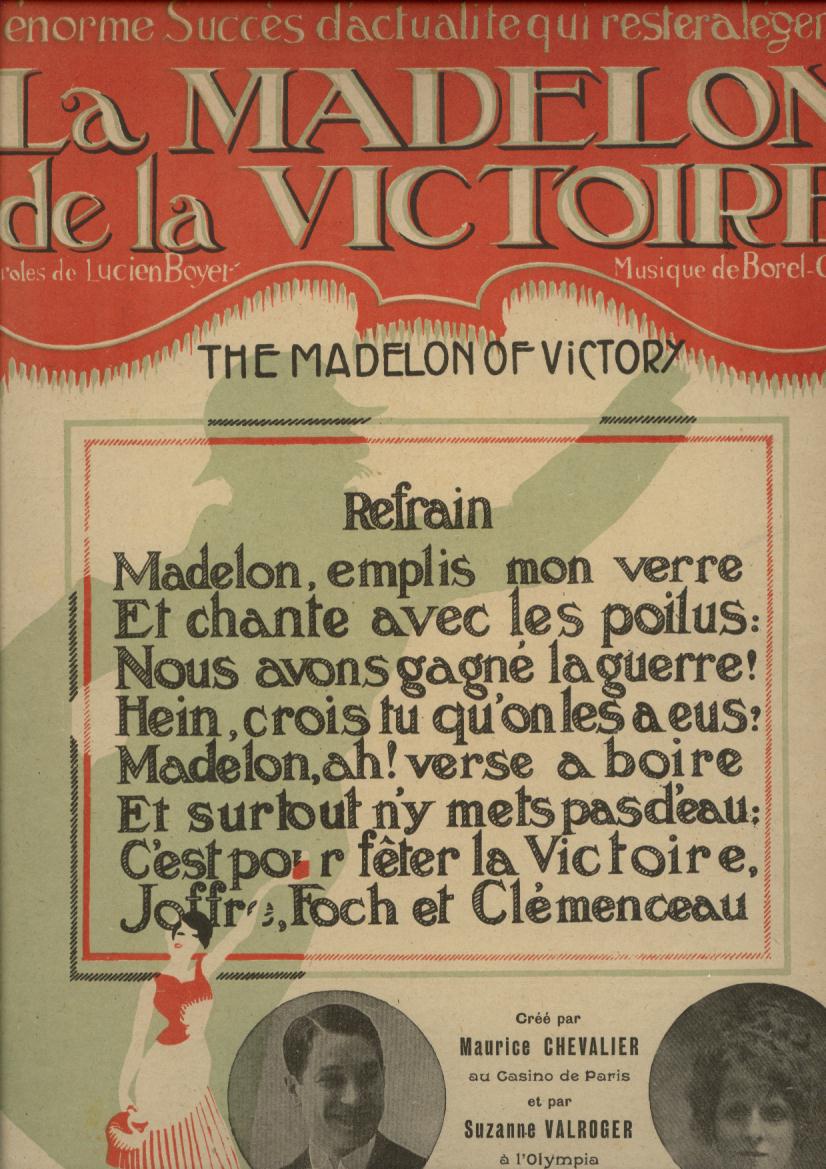 énorme Succès d'actualité qui restera léger
La MADELON
de la VICTOIRE
roles de Lucien Boyer
Musique de Borel-C
THE MADELON OF ViCTORY
Refrain
Madelon, emplis mon verre
Et chante avec les poilus:
Nous avons gagné la guerre!
Hein, crois tu qu'on les a eus?
Madelon, ah! verse a boire
Et surtout n'y mets pas d'eau;
C'est pour fêter la Victoire,
Joffre, Foch et Clémenceau
Créé par
Maurice CHEVALIER
au Casino de Paris
et par
Suzanne VALROGER
à l'Olympia